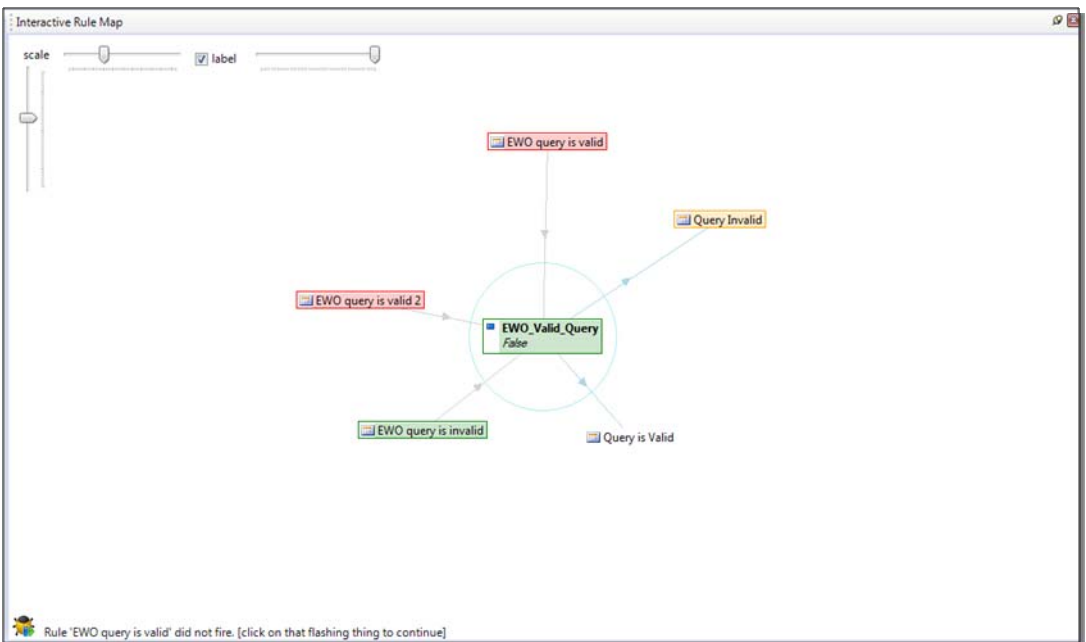 Interactive Rule Map
scale
label
EWO query is valid
Query Invalid
EWO query is valid 2
EWO_Valid_Query
False
EWO query is invalid
Query is Valid
Rule 'EWO query is valid' did not fire. [click on that flashing thing to continue]